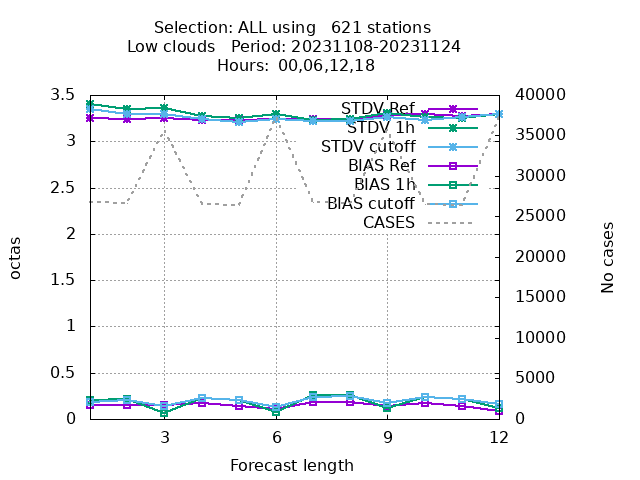 Selection: ALL using   621 stations
Low clouds   Period: 20231108-20231124
Hours:  00,06,12,18
3.5
3
2.5
2
1.5
1
0.5
0
octas
STDV Ref
STDV 1h
STDV cutoff
BIAS Ref
BIAS 1h
BIAS cutoff
CASES
40000
35000
30000
25000
20000
15000
10000
5000
0
No cases
3
6
9
12
Forecast length